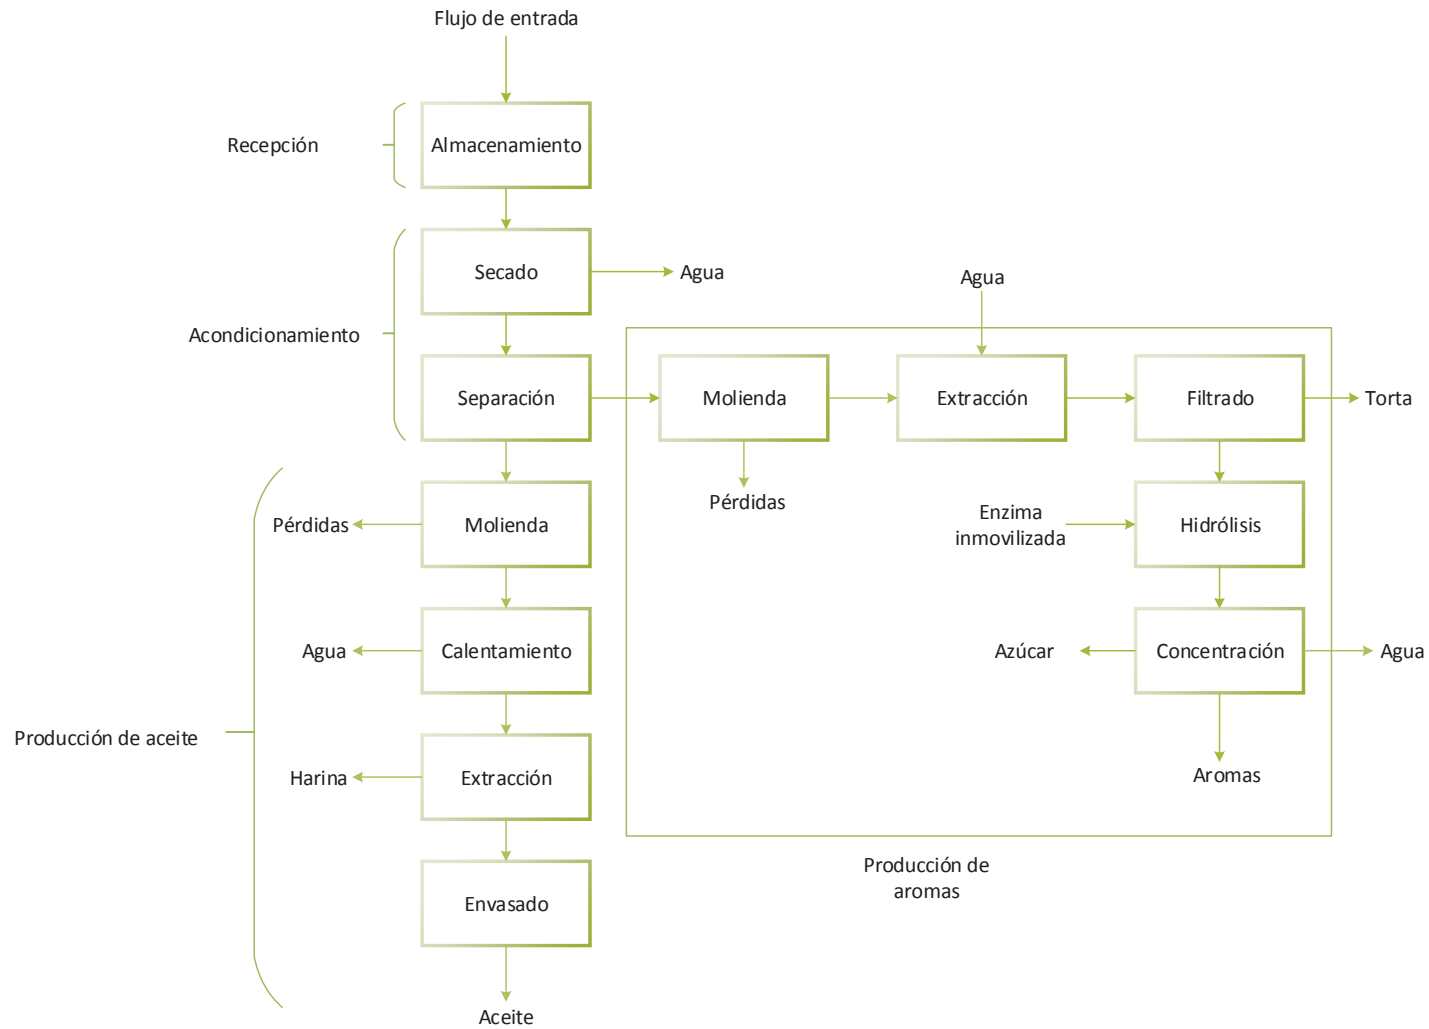 Flujo de entrada
Recepción
Almacenamiento
Secado
Agua
Agua
Acondicionamiento
Separación
Molienda
Extracción
Filtrado
Torta
Pérdidas
Pérdidas
Molienda
Enzima
inmovilizada
Hidrólisis
Agua
Calentamiento
Azúcar
Concentración
Agua
Producción de aceite
Harina
Extracción
Aromas
Producción de
aromas
Envasado
Aceite